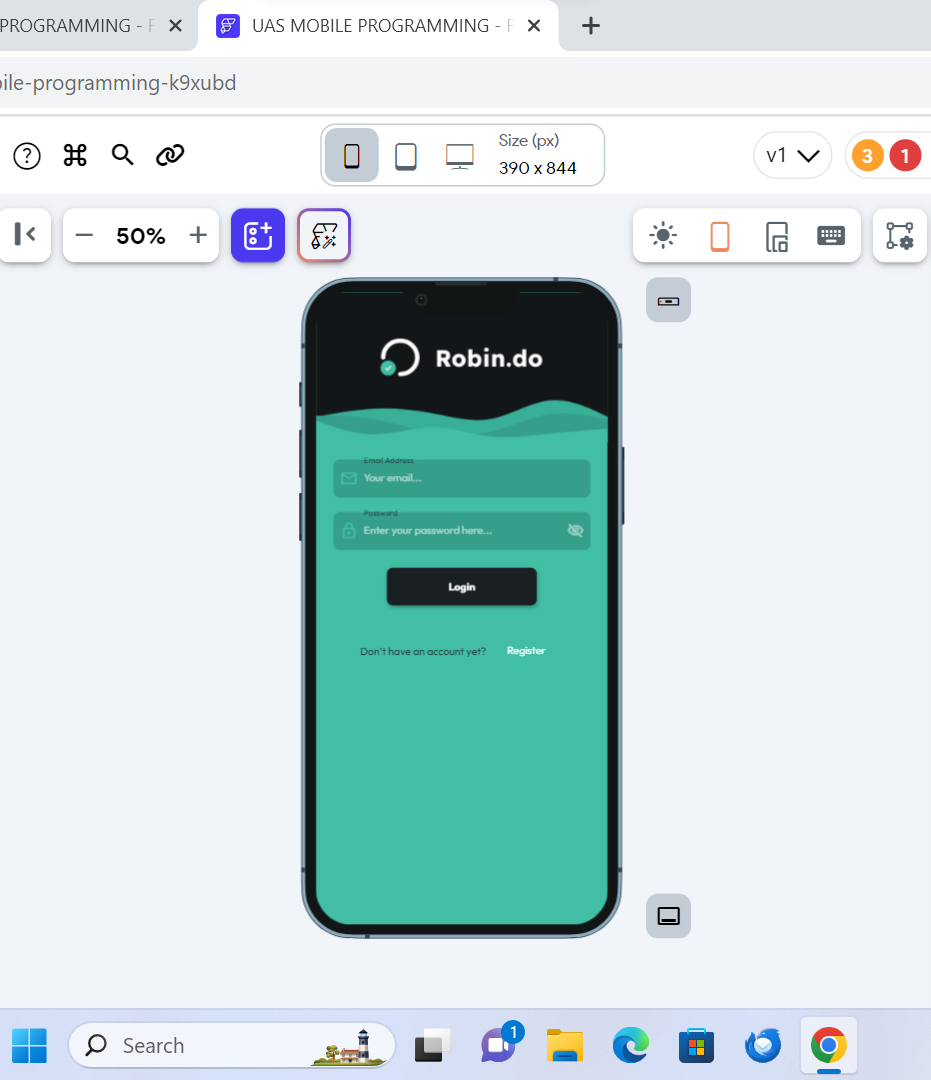 PROGRAMMING - F
UAS MOBILE PROGRAMMING - F
ile-programming-k9xubd
Size (px)
390 x 844
v1
3
1
50%
Robin.do
Email Address
Your email...
Password
Enter your password here...
Login
Don't have an account yet? Register
Search
1